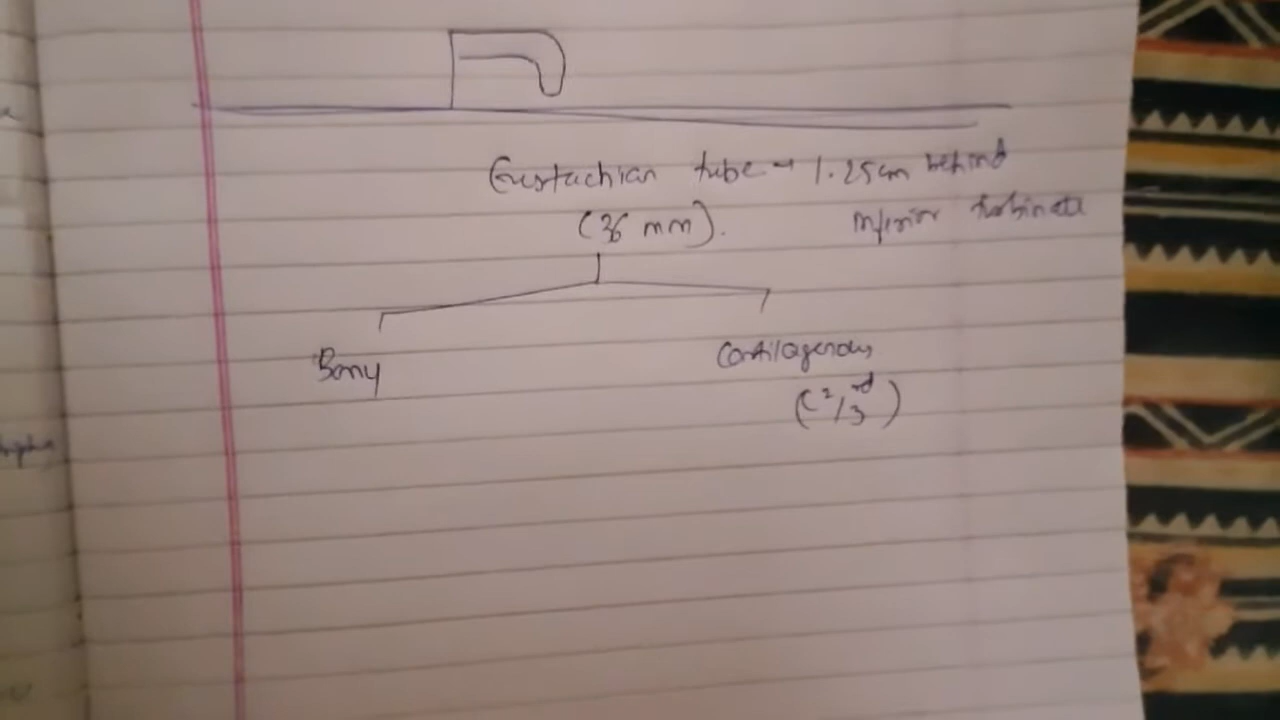 Eustachian tube → 1.25cm behind
(36 mm). Inferior turbinate
Bony Cartilagenous
(2/3rd)